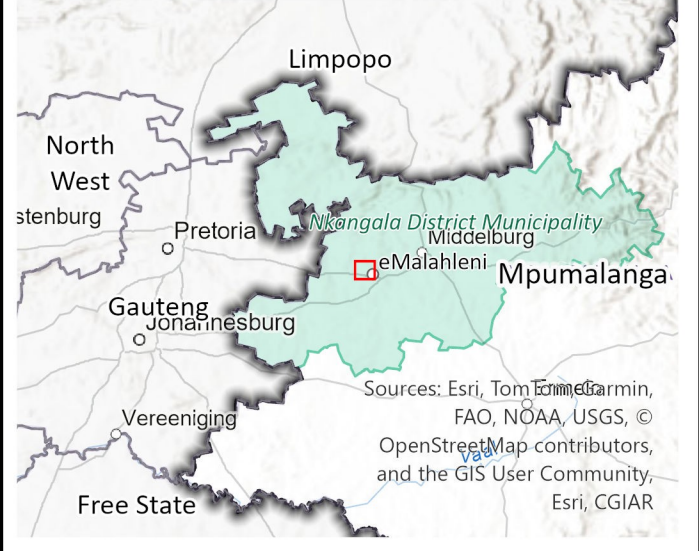 Limpopo
North
West
stenburg
Pretoria
Nkangala District Municipality
Middelburg
eMalahleni
Mpumalanga
Gauteng
Johannesburg
Vereeniging
Free State
Vaal
Sources: Esri, TomTom, Garmin,
FAO, NOAA, USGS, ©
OpenStreetMap contributors,
and the GIS User Community,
Esri, CGIAR